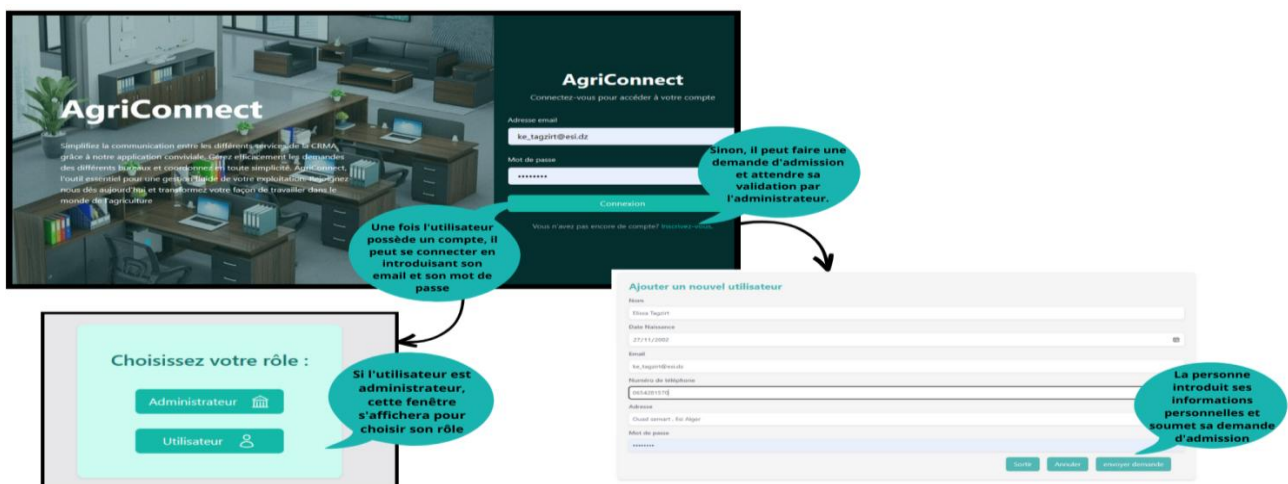 AgriConnect
Simplifiez la communication entre les différents services de la CRMA
grâce à notre application conviviale. Gérez efficacement les demandes
des différents bureaux et coordonnez en toute simplicité. AgriConnect,
l'outil essentiel pour une gestion fluide de votre exploitation. Rejoignez
nous dès aujourd'hui et transformez votre façon de travailler dans le
monde de l'agriculture
AgriConnect
Connectez-vous pour accéder à votre compte
Adresse email
ke_tagzirt@esi.dz
Mot de passe
••••••••
Connexion
Vous n'avez pas encore de compte? Inscrivez-vous.
Sinon, il peut faire une
demande d'admission
et attendre sa
validation par
l'administrateur.
Une fois l'utilisateur
possède un compte, il
peut se connecter en
introduisant son
email et son mot de
passe
Choisissez votre rôle :
Administrateur
Utilisateur
Si l'utilisateur est
administrateur,
cette fenêtre
s'affichera pour
choisir son rôle
Ajouter un nouvel utilisateur
Nom
Tagzirt
Date Naissance
27/11/2002
Email
ke_tagzirt@esi.dz
Numéro de téléphone
Adresse
Oued semart , Alger
Mot de passe
••••••••
Sortir
Annuler
envoyer demande
La personne
introduit ses
informations
personnelles et
soumet sa demande
d'admission